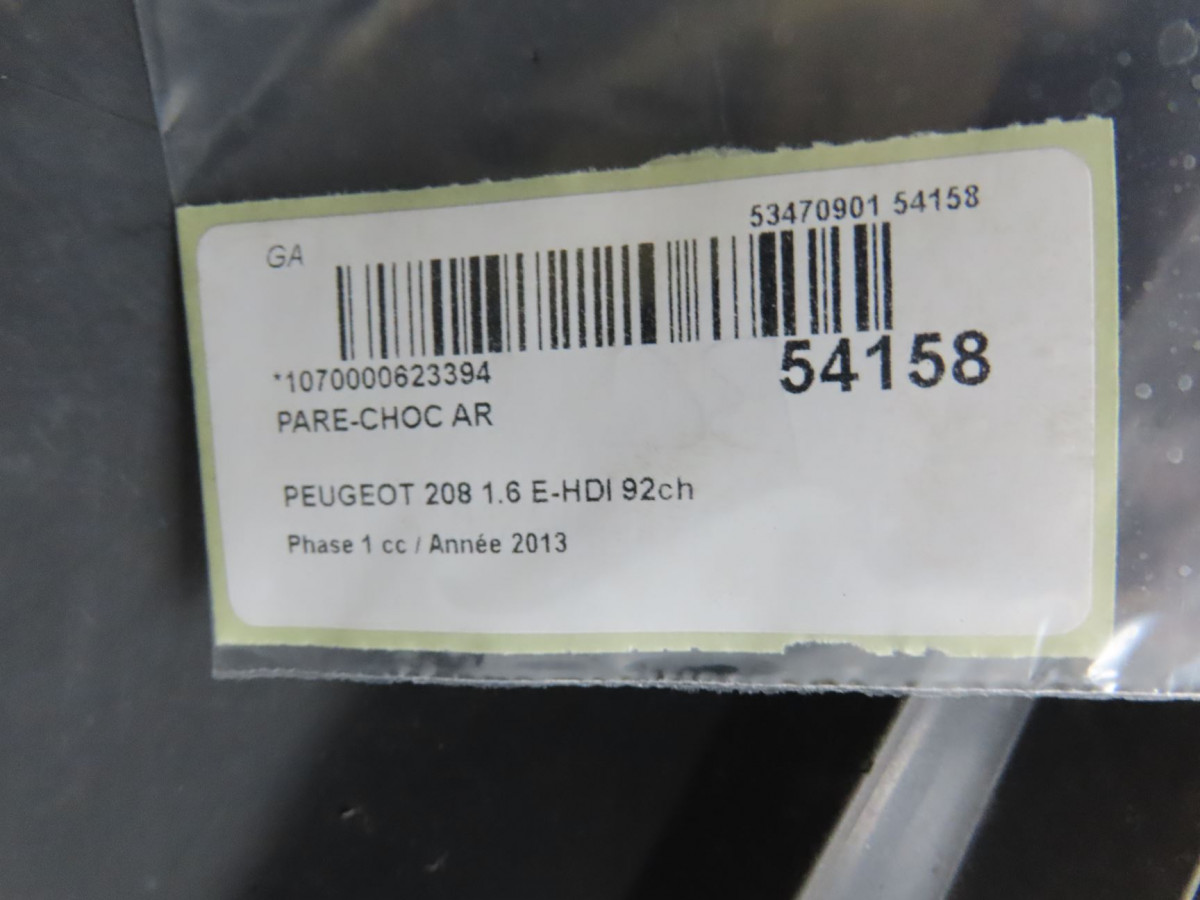 53470901 54158
GA
54158
*1070000623394
PARE-CHOC AR
PEUGEOT 208 1.6 E-HDI 92ch
Phase 1 cc / Année 2013